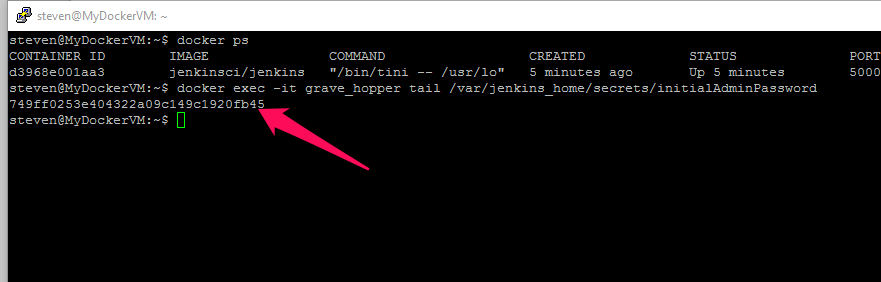 steven@MyDockerVM: ~
steven@MyDockerVM:~$ docker ps
CONTAINER ID IMAGE COMMAND CREATED STATUS PORT
d3968e001aa3 jenkinsci/jenkins "/bin/tini -- /usr/lo" 5 minutes ago Up 5 minutes 5000
steven@MyDockerVM:~$ docker exec -it grave_hopper tail /var/jenkins_home/secrets/initialAdminPassword
749ff0253e404322a09c149c1920fb45
steven@MyDockerVM:~$